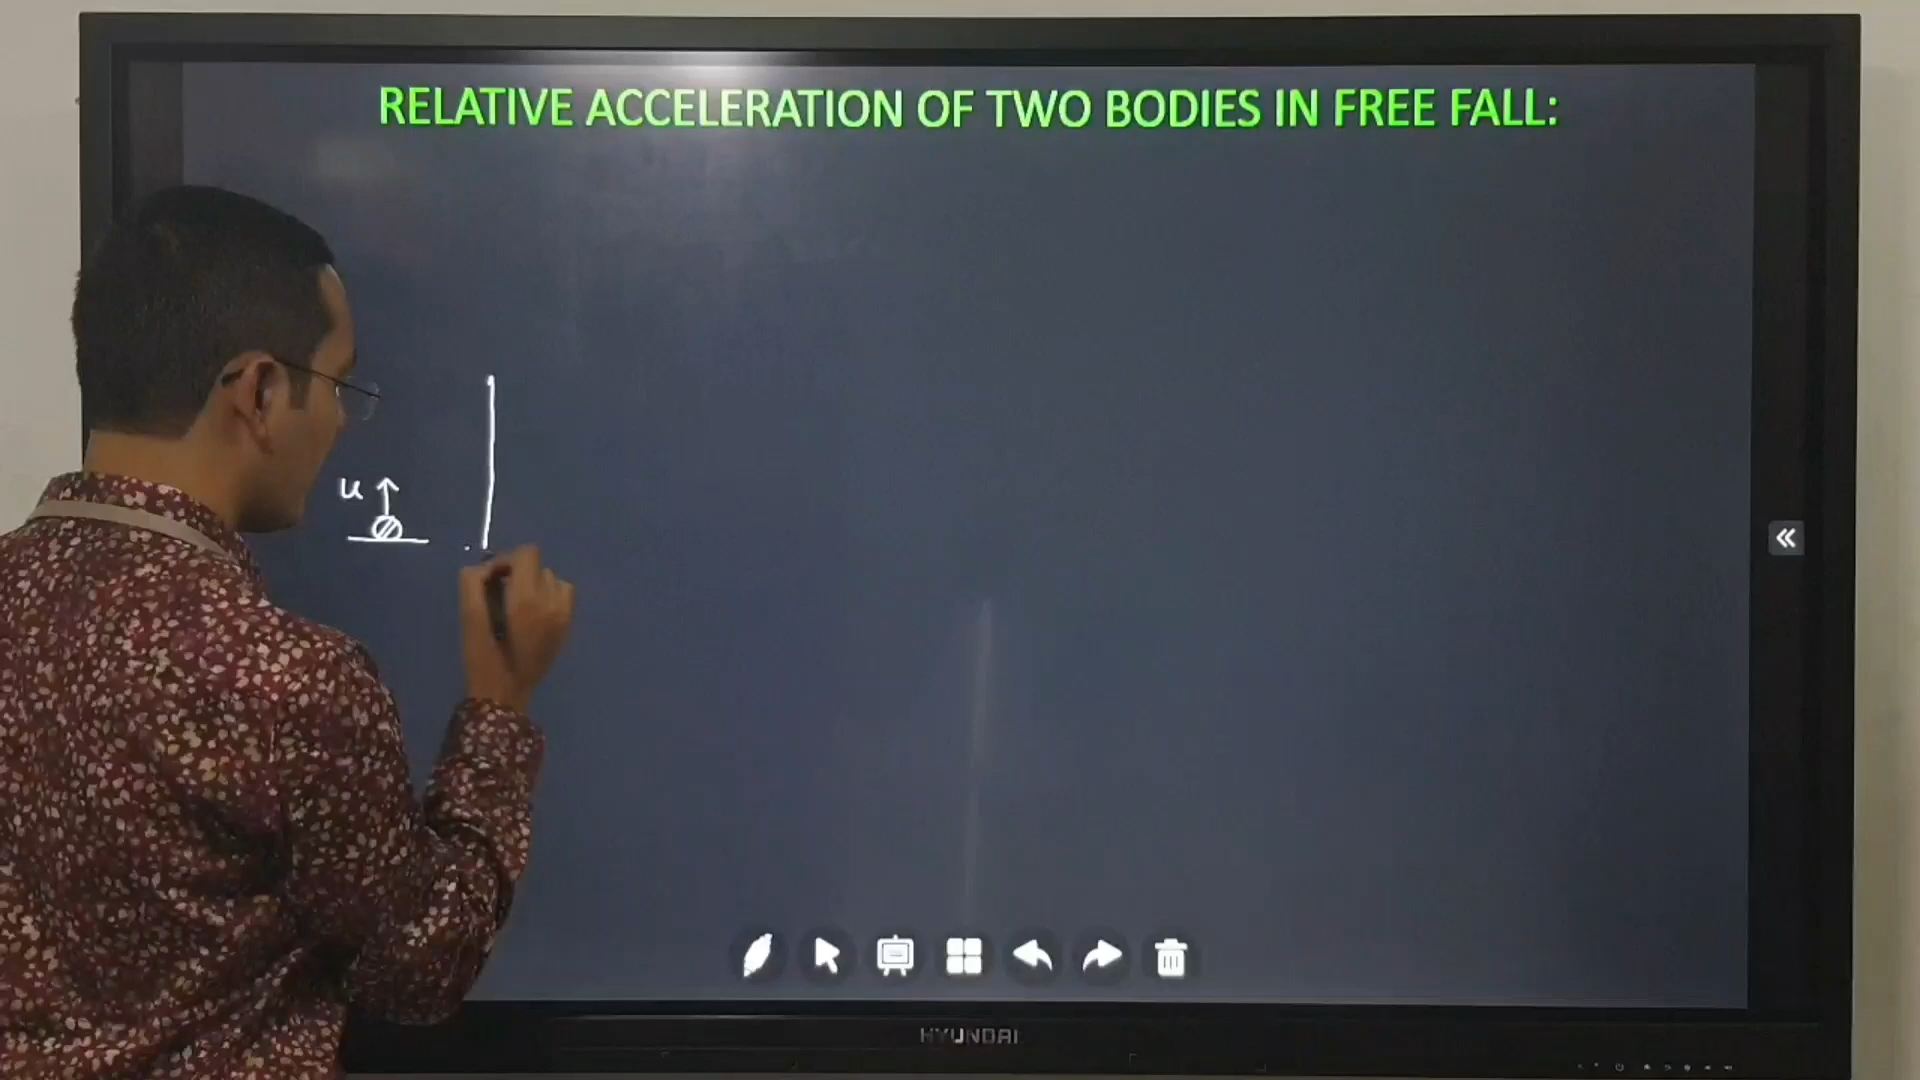 RELATIVE ACCELERATION OF TWO BODIES IN FREE FALL:
u
HYUNDAI